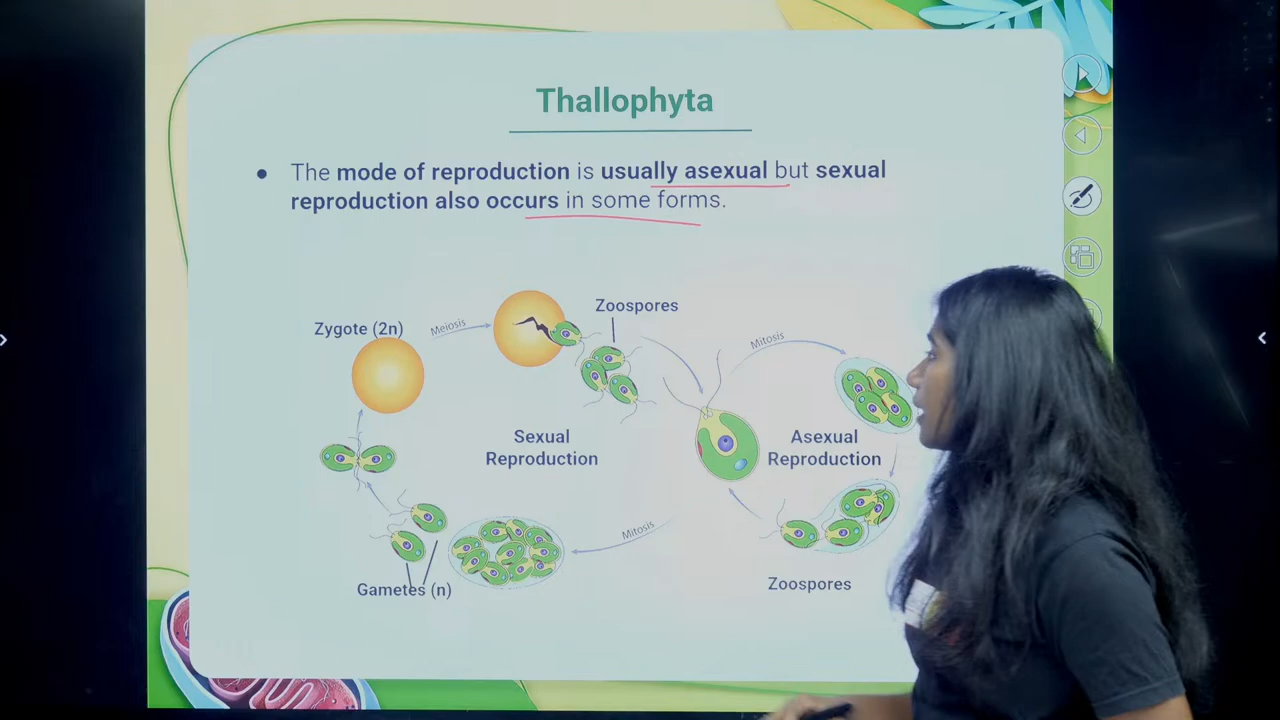 Thallophyta
• The mode of reproduction is usually asexual but sexual
reproduction also occurs in some forms.
Zoospores
Zygote (2n)
Meiosis
Mitosis
Sexual
Reproduction
Asexual
Reproduction
Mitosis
Gametes (n)
Zoospores